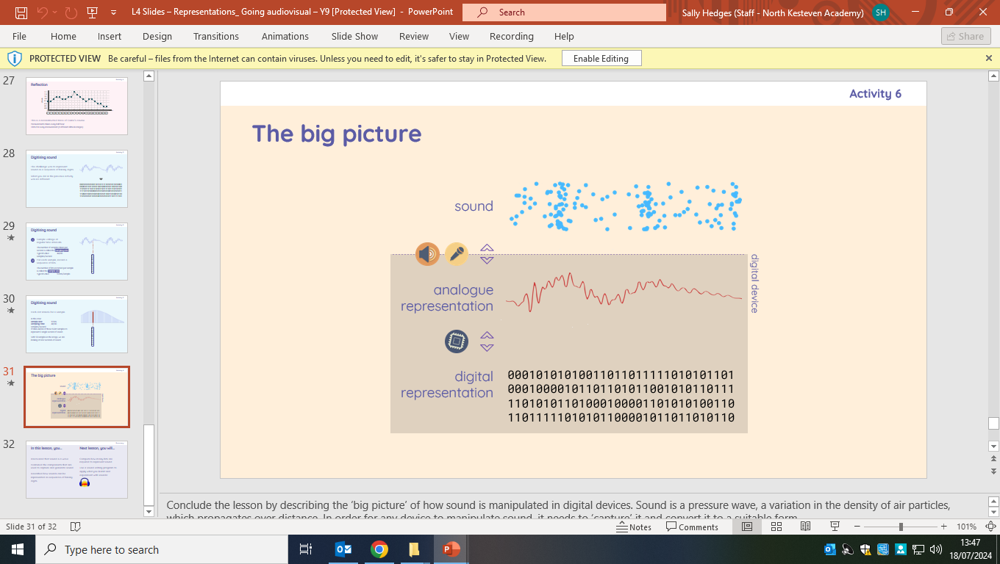 L4 Slides – Representations_ Going audiovisual – Y9 [Protected View] - PowerPoint
Search
Sally Hedges (Staff - North Kesteven Academy)
SH
File Home Insert Design Transitions Animations Slide Show Review View Recording Help
Share
PROTECTED VIEW Be careful – files from the Internet can contain viruses. Unless you need to edit, it's safer to stay in Protected View.
Enable Editing
27
Reflection
28
Digitising sound
29
Digitising sound
30
Digitising sound
31
The big picture
32
In this lesson, you...
Next lesson, you will...
Activity 6
The big picture
sound
digital device
analogue
representation
digital
representation
0001010101001101101111101010​1101
0001000010110110101100101011​0111
1101010110100010000110101010​0110
1101111101010110000101101101​0110
Conclude the lesson by describing the 'big picture' of how sound is manipulated in digital devices. Sound is a pressure wave, a variation in the density of air particles,
which propagates over distance. In order for any device to manipulate sound, it needs to 'capture' it and convert it to a suitable form.
Slide 31 of 32
Notes
Comments
101%
Type here to search
13:47
18/07/2024